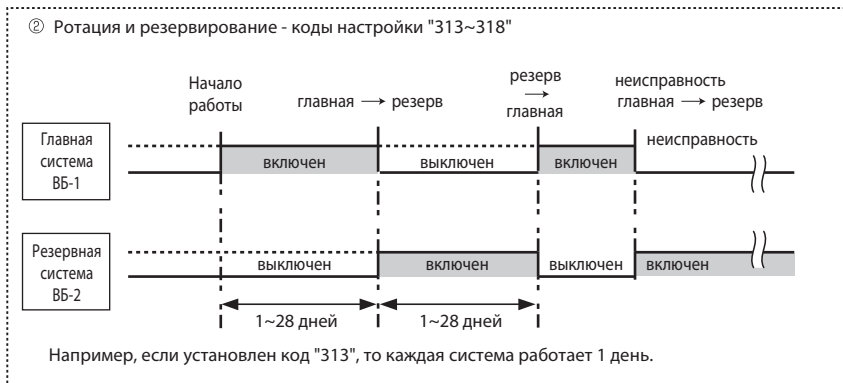 ② Ротация и резервирование - коды настройки "313~318"
Начало
работы
главная → резерв
резерв
→
главная
неисправность
главная → резерв
Главная
система
ВБ-1
включен
выключен
включен
неисправность
Резервная
система
ВБ-2
выключен
включен
выключен
включен
1~28 дней
1~28 дней
Например, если установлен код "313", то каждая система работает 1 день.